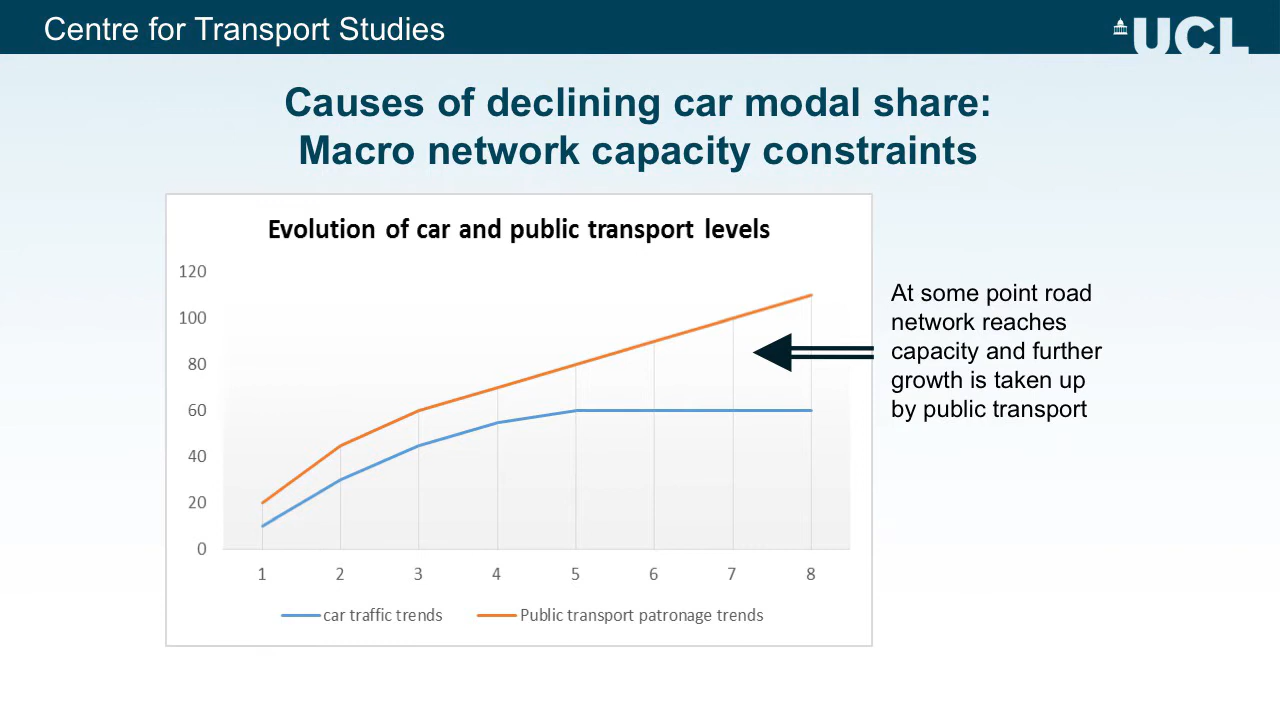 Centre for Transport Studies
UCL
Causes of declining car modal share:
Macro network capacity constraints
Evolution of car and public transport levels
120
100
80
60
40
20
0
1 2 3 4 5 6 7 8
car traffic trends Public transport patronage trends
At some point road
network reaches
capacity and further
growth is taken up
by public transport